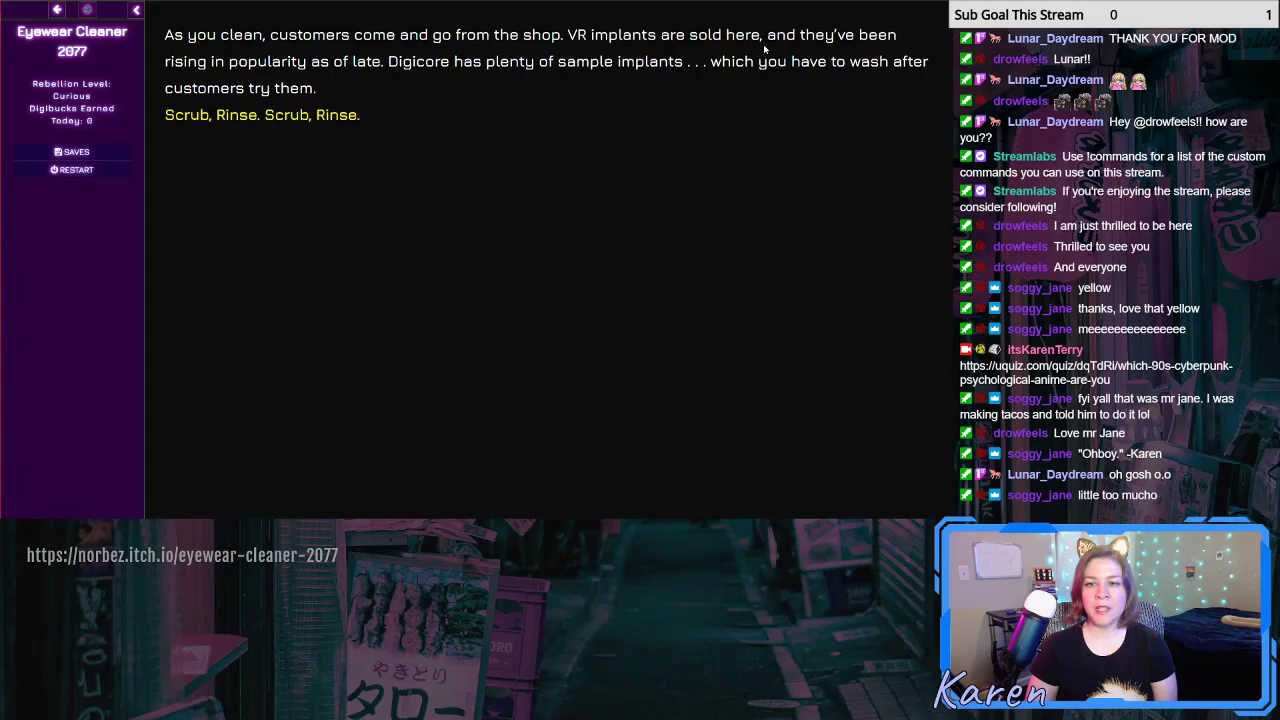 Eyewear Cleaner
2077
Rebellion Level:
Curious
Digibucks Earned
Today: 0
SAVES
RESTART
As you clean, customers come and go from the shop. VR implants are sold here, and they've been
rising in popularity as of late. Digicore has plenty of sample implants . . . which you have to wash after
customers try them.
Scrub, Rinse. Scrub, Rinse.
Sub Goal This Stream 0 1
Lunar_Daydream THANK YOU FOR MOD
drowfeels Lunar!!
Lunar_Daydream
drowfeels
Lunar_Daydream Hey @drowfeels!! how are
you??
Streamlabs Use !commands for a list of the custom
commands you can use on this stream.
Streamlabs If you're enjoying the stream, please
consider following!
drowfeels I am just thrilled to be here
drowfeels Thrilled to see you
drowfeels And everyone
soggy_jane yellow
soggy_jane thanks, love that yellow
soggy_jane meeeeeeeeeeeeeee
itsKarenTerry
https://uquiz.com/quiz/dqTdRi/which-90s-cyberpunk-
psychological-anime-are-you
soggy_jane fyi yall that was mr jane. I was
making tacos and told him to do it lol
drowfeels Love mr Jane
soggy_jane "Ohboy." -Karen
Lunar_Daydream oh gosh o.o
soggy_jane little too mucho
https://norbez.itch.io/eyewear-cleaner-2077
やきとり
タワー
Karen